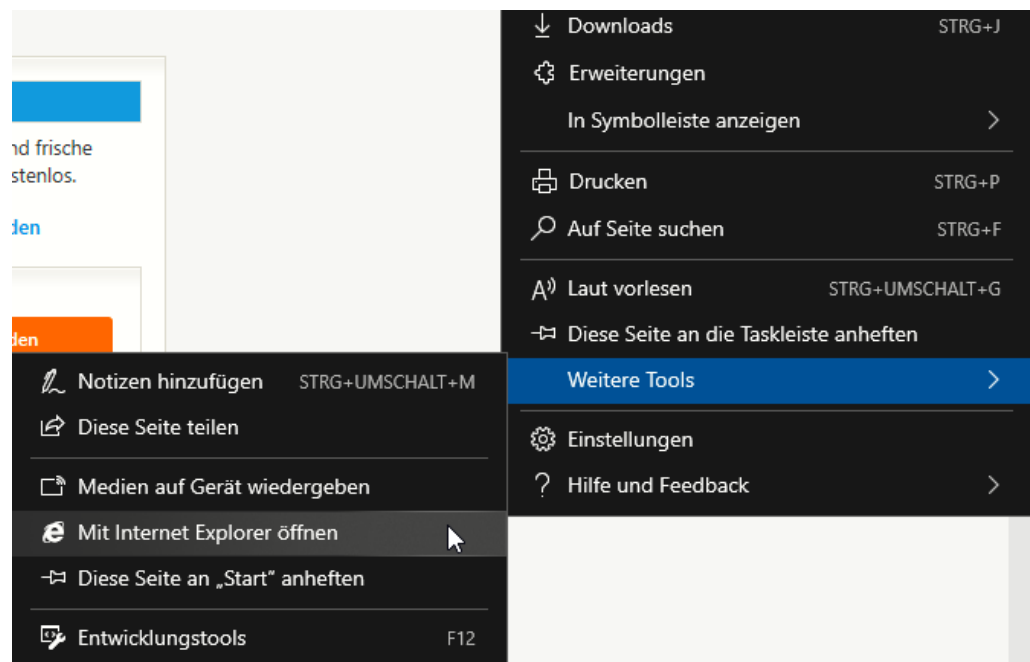 nd frische
stenlos.
den
den
Downloads STRG+J
Erweiterungen
In Symbolleiste anzeigen
Drucken STRG+P
Auf Seite suchen STRG+F
Laut vorlesen STRG+UMSCHALT+G
Diese Seite an die Taskleiste anheften
Weitere Tools
Einstellungen
Hilfe und Feedback
Notizen hinzufügen STRG+UMSCHALT+M
Diese Seite teilen
Medien auf Gerät wiedergeben
Mit Internet Explorer öffnen
Diese Seite an „Start“ anheften
Entwicklungstools F12